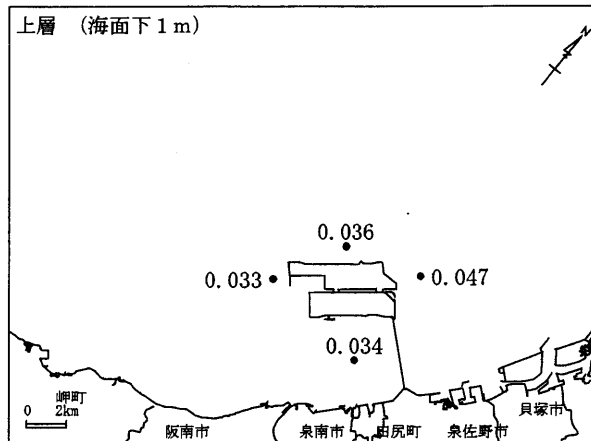 上層 （海面下１ｍ）
N
0.036
0.033
0.047
0.034
岬町
0 2km
阪南市
泉南市
田尻町
泉佐野市
貝塚市